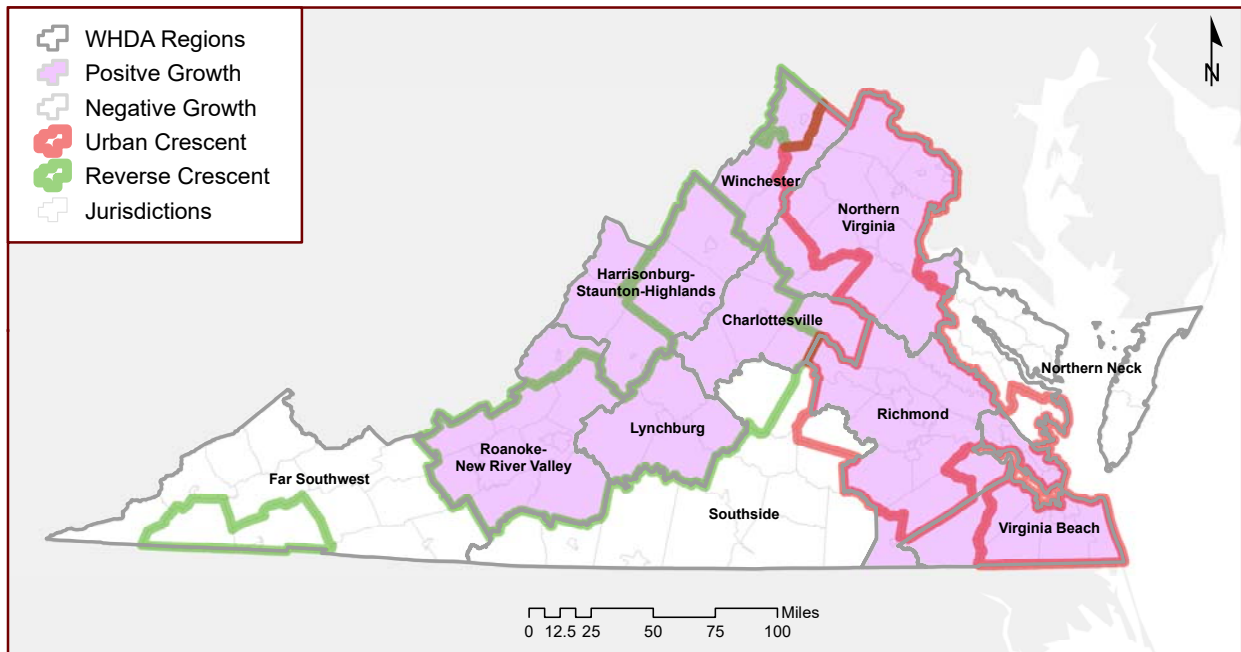 WHDA Regions
Positve Growth
Negative Growth
Urban Crescent
Reverse Crescent
Jurisdictions
N
Winchester
Northern
Virginia
Harrisonburg-
Staunton-Highlands
Charlottesville
Northern Neck
Richmond
Lynchburg
Roanoke-
New River Valley
Far Southwest
Southside
Virginia Beach
Miles
0 12.5 25 50 75 100